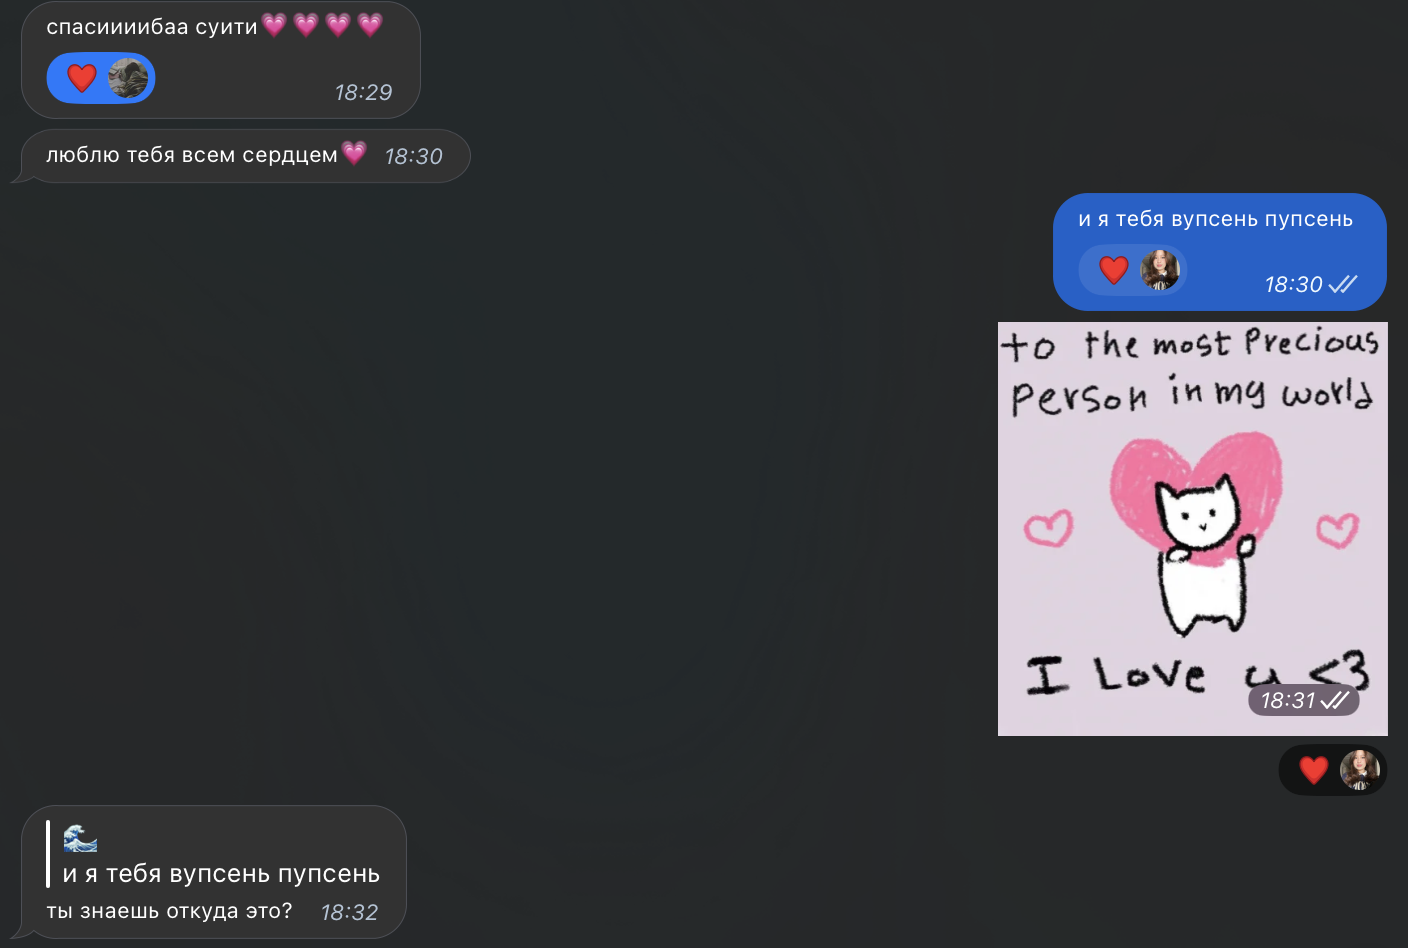 спасиииибаа суити💗💗💗💗
❤️
18:29
люблю тебя всем сердцем💗 18:30
и я тебя вупсень пупсень
❤️
18:30
to the most Precious
Person in my world
I Love u <3
18:31
❤️
🌊
и я тебя вупсень пупсень
ты знаешь откуда это? 18:32